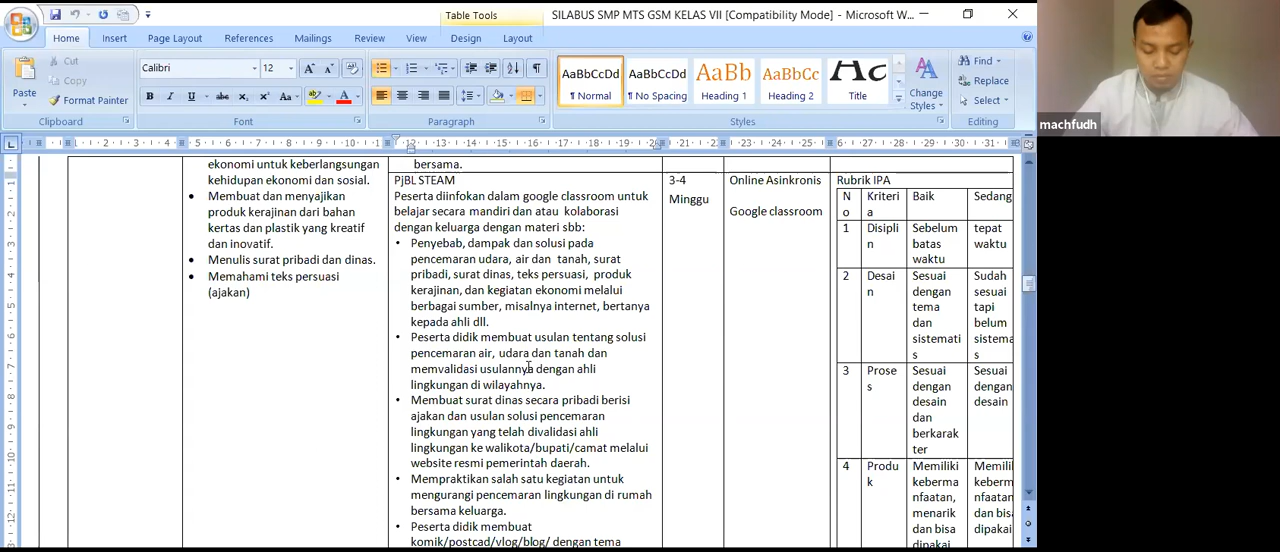 Table Tools
SILABUS SMP MTS GSM KELAS VII [Compatibility Mode] - Microsoft W...
Home
Insert
Page Layout
References
Mailings
Review
View
Design
Layout
Paste
Cut
Copy
Format Painter
Clipboard
Calibri
12
Font
Paragraph
AaBbCcDd
¶ Normal
AaBbCcDd
¶ No Spacing
AaBb
Heading 1
AaBbCc
Heading 2
AaBbCc
Title
Styles
Change
Styles
Find
Replace
Select
Editing
machfudh
ekonomi untuk keberlangsungan
kehidupan ekonomi dan sosial.
• Membuat dan menyajikan
produk kerajinan dari bahan
kertas dan plastik yang kreatif
dan inovatif.
• Menulis surat pribadi dan dinas.
• Memahami teks persuasi
(ajakan)
bersama.
PjBL STEAM
Peserta diinfokan dalam google classroom untuk
belajar secara mandiri dan atau kolaborasi
dengan keluarga dengan materi sbb:
• Penyebab, dampak dan solusi pada
pencemaran udara, air dan tanah, surat
pribadi, surat dinas, teks persuasi, produk
kerajinan, dan kegiatan ekonomi melalui
berbagai sumber, misalnya internet, bertanya
kepada ahli dll.
• Peserta didik membuat usulan tentang solusi
pencemaran air, udara dan tanah dan
memvalidasi usulannya dengan ahli
lingkungan di wilayahnya.
• Membuat surat dinas secara pribadi berisi
ajakan dan usulan solusi pencemaran
lingkungan yang telah divalidasi ahli
lingkungan ke walikota/bupati/camat melalui
website resmi pemerintah daerah.
• Mempraktikan salah satu kegiatan untuk
mengurangi pencemaran lingkungan di rumah
bersama keluarga.
• Peserta didik membuat
komik/postcad/vlog/blog/ dengan tema
3-4
Minggu
Online Asinkronis
Google classroom
Rubrik IPA
N
o
Kriteri
a
Baik
Sedang
1
Disipli
n
Sebelum
batas
waktu
tepat
waktu
2
Desai
n
Sesuai
dengan
tema
dan
sistemati
s
Sudah
sesuai
tapi
belum
sistema
s
3
Prose
s
Sesuai
dengan
desain
dan
berkarak
ter
Sesuai
dengan
desain
4
Produ
k
Memiliki
keberma
nfaatan,
menarik
dan bisa
dipakai
Memili
keberm
nfaatan
dan bisa
dipakai